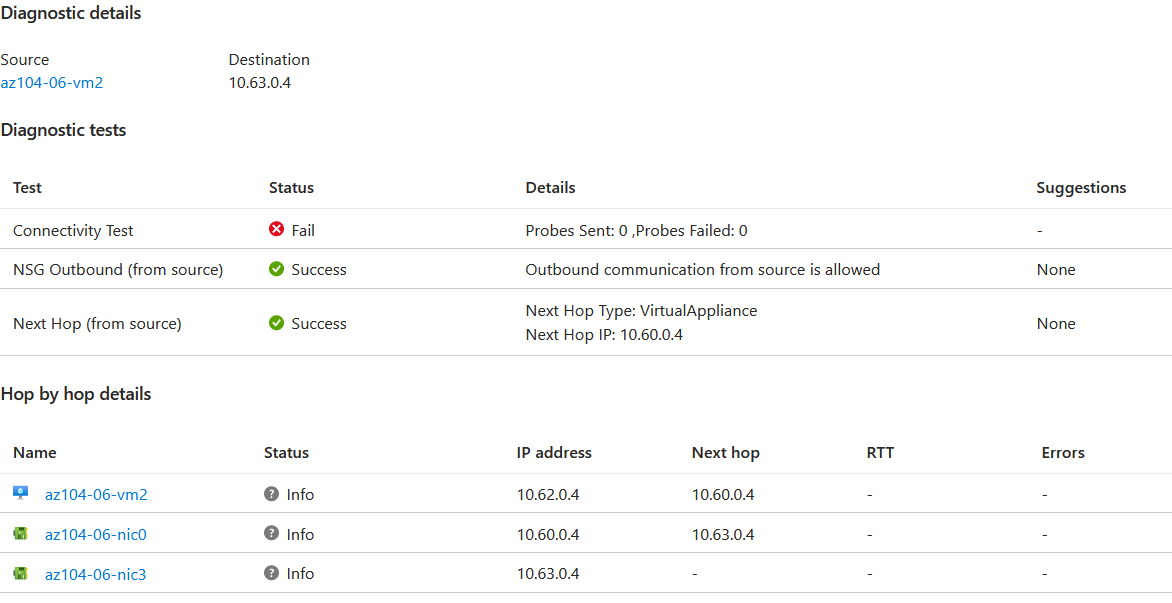 Diagnostic details
Source Destination
az104-06-vm2 10.63.0.4
Diagnostic tests
Test Status Details Suggestions
Connectivity Test Fail Probes Sent: 0 ,Probes Failed: 0 -
NSG Outbound (from source) Success Outbound communication from source is allowed None
Next Hop (from source) Success Next Hop Type: VirtualAppliance None
Next Hop IP: 10.60.0.4
Hop by hop details
Name Status IP address Next hop RTT Errors
az104-06-vm2 Info 10.62.0.4 10.60.0.4 - -
az104-06-nic0 Info 10.60.0.4 10.63.0.4 - -
az104-06-nic3 Info 10.63.0.4 - - -